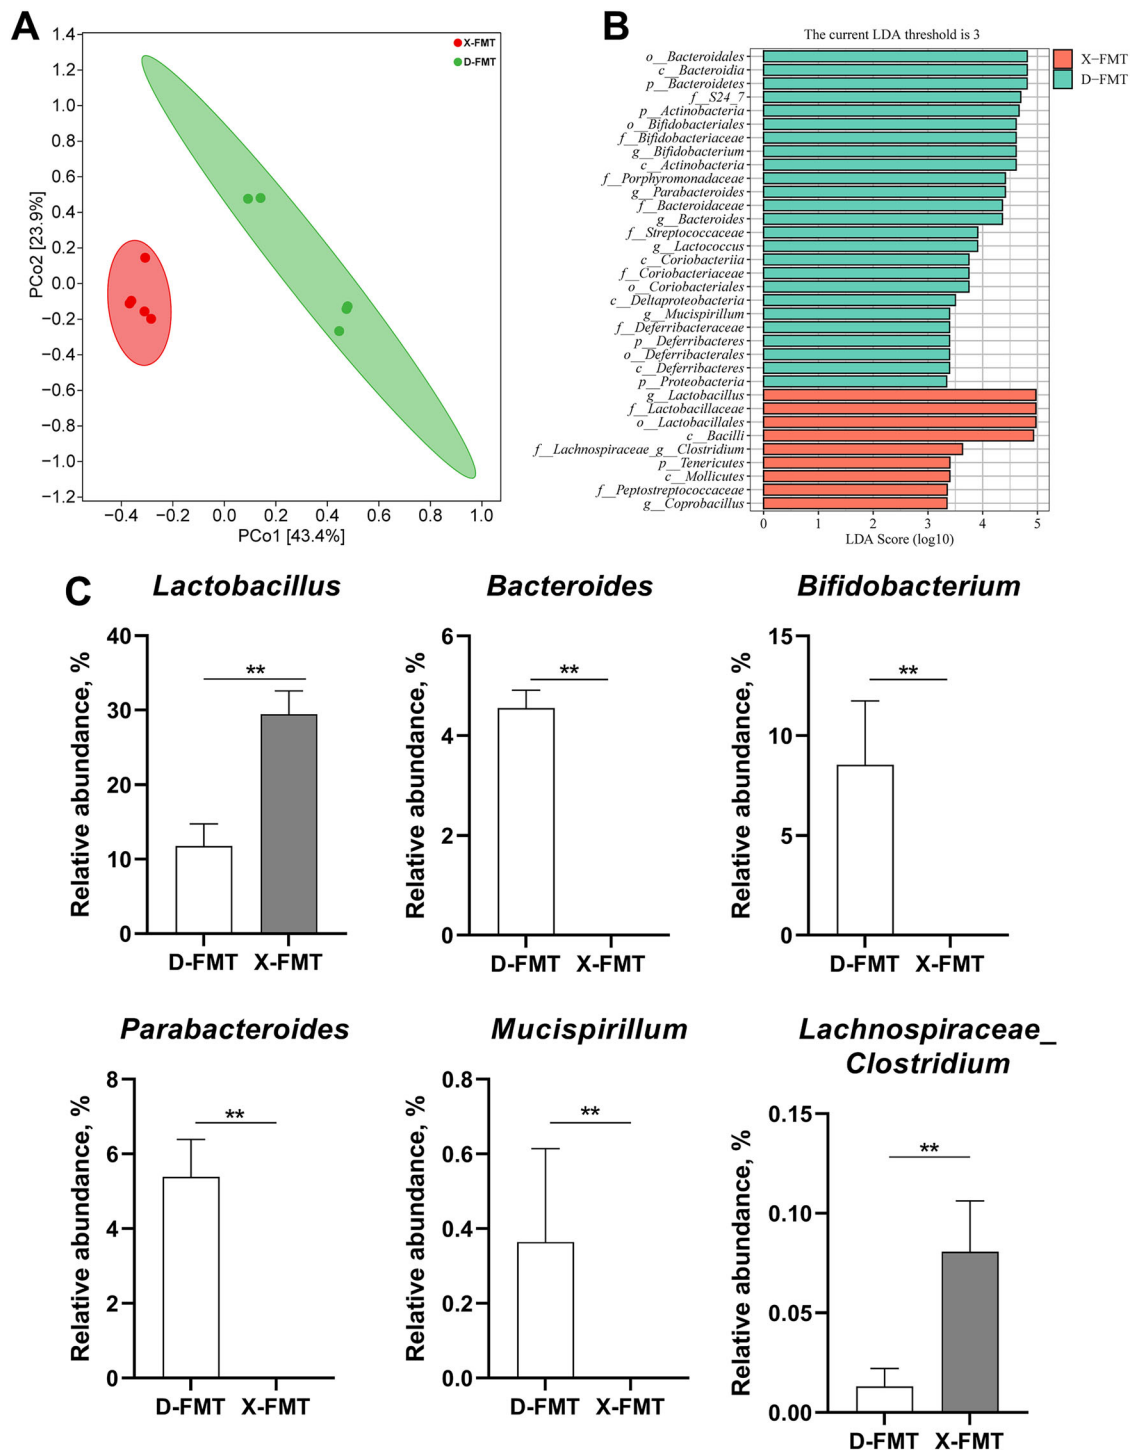 A
1.4
1.2
1.0
0.8
0.6
0.4
0.2
0.0
−0.2
−0.4
−0.6
−0.8
−1.0
−1.2
PCo2 [23.9%]
X-FMT
D-FMT
−0.4 −0.2 0.0 0.2 0.4 0.6 0.8 1.0
PCo1 [43.4%]
B
The current LDA threshold is 3
o__Bacteroidales
c__Bacteroidia
p__Bacteroidetes
f__S24_7
p__Actinobacteria
o__Bifidobacteriales
f__Bifidobacteriaceae
g__Bifidobacterium
c__Actinobacteria
f__Porphyromonadaceae
g__Parabacteroides
f__Bacteroidaceae
g__Bacteroides
f__Streptococcaceae
g__Lactococcus
c__Coriobacteriia
f__Coriobacteriaceae
o__Coriobacteriales
c__Deltaproteobacteria
g__Mucispirillum
f__Deferribacteraceae
p__Deferribacteres
o__Deferribacterales
c__Deferribacteres
p__Proteobacteria
g__Lactobacillus
f__Lactobacillaceae
o__Lactobacillales
c__Bacilli
f__Lachnospiraceae_g__Clostridium
p__Tenericutes
c__Mollicutes
f__Peptostreptococcaceae
g__Coprobacillus
0 1 2 3 4 5
LDA Score (log10)
X−FMT
D−FMT
C
Lactobacillus
Relative abundance, %
40
30
20
10
0
**
D-FMT X-FMT
Bacteroides
Relative abundance, %
6
4
2
0
**
D-FMT X-FMT
Bifidobacterium
Relative abundance, %
15
10
5
0
**
D-FMT X-FMT
Parabacteroides
Relative abundance, %
8
6
4
2
0
**
D-FMT X-FMT
Mucispirillum
Relative abundance, %
0.8
0.6
0.4
0.2
0.0
**
D-FMT X-FMT
Lachnospiraceae_
Clostridium
Relative abundance, %
0.15
0.10
0.05
0.00
**
D-FMT X-FMT